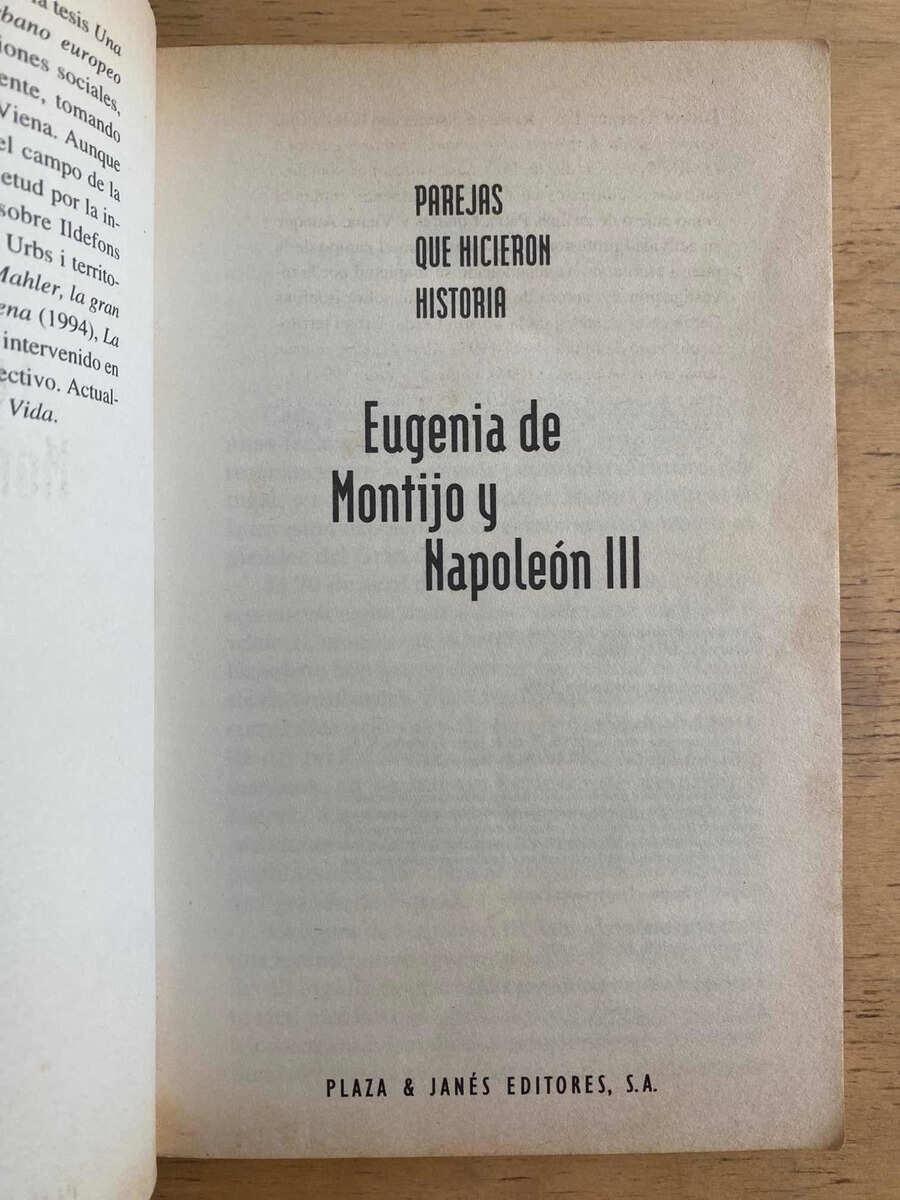 la tesis Una
rbano europeo
iones sociales,
ente, tomando
Viena. Aunque
el campo de la
etud por la in-
sobre Ildefons
Urbs i territo-
Mahler, la gran
ena (1994), La
intervenido en
ectivo. Actual-
Vida.
PAREJAS
QUE HICIERON
HISTORIA
Eugenia de
Montijo y
Napoleón III
PLAZA & JANÉS EDITORES, S.A.